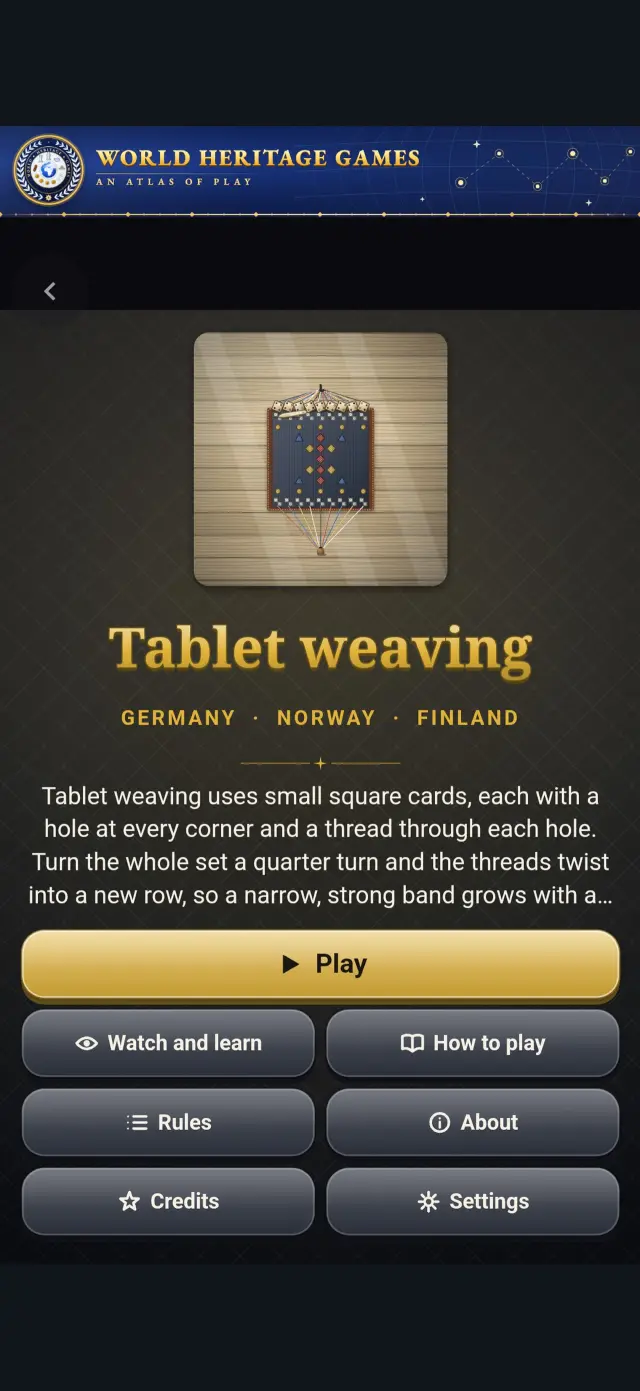 WORLD HERITAGE GAMES
AN ATLAS OF PLAY
Tablet weaving
GERMANY · NORWAY · FINLAND
Tablet weaving uses small square cards, each with a
hole at every corner and a thread through each hole.
Turn the whole set a quarter turn and the threads twist
into a new row, so a narrow, strong band grows with a...
Play
Watch and learn
How to play
Rules
About
Credits
Settings